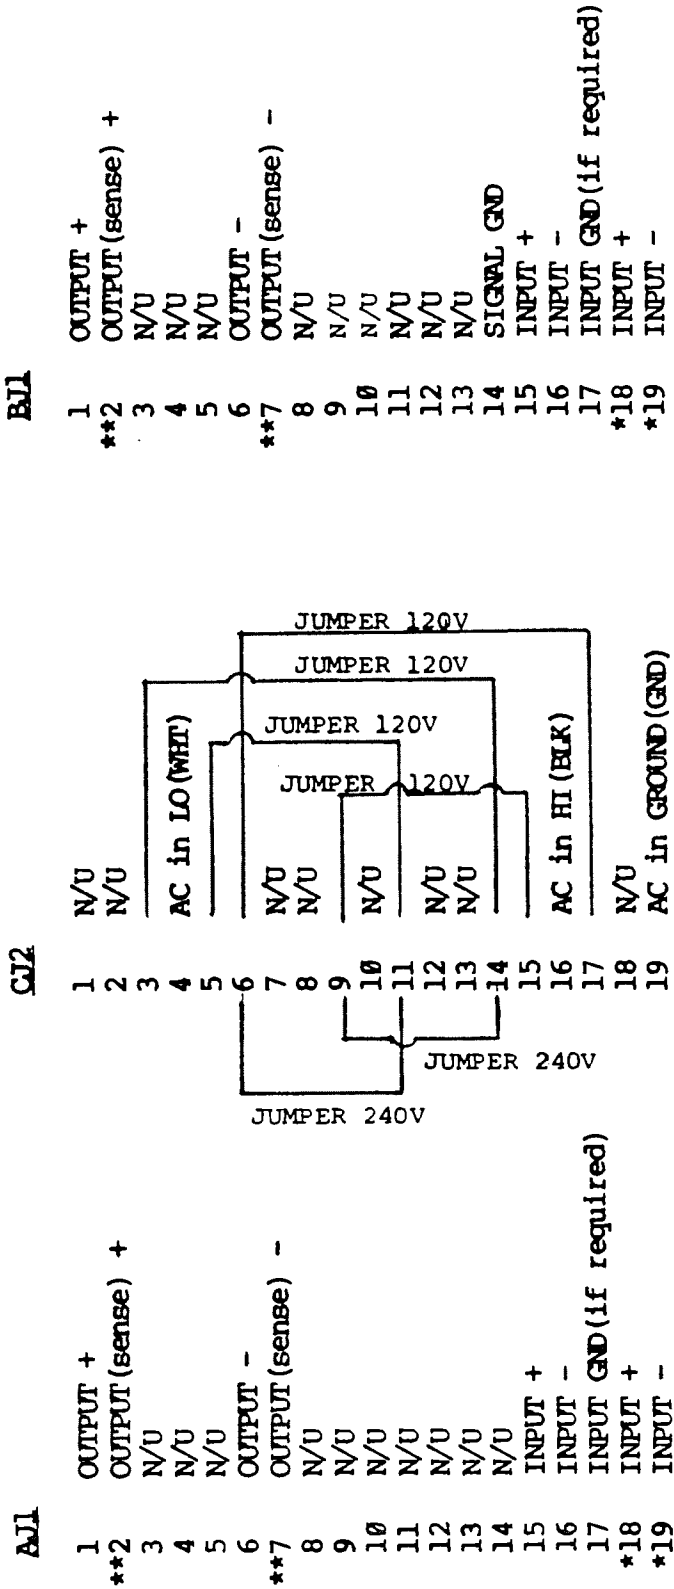 AJ1
1 OUTPUT +
**2 OUTPUT(sense) +
3 N/U
4 N/U
5 N/U
6 OUTPUT -
**7 OUTPUT(sense) -
8 N/U
9 N/U
10 N/U
11 N/U
12 N/U
13 N/U
14 N/U
15 INPUT +
16 INPUT -
17 INPUT GND(if required)
*18 INPUT +
*19 INPUT -
CJ2
1 N/U
2 N/U
3
4 AC in LO(WHT)
5
6
7 N/U
8 N/U
9
10 N/U
11
12 N/U
13 N/U
14
15
16 AC in HI(BLK)
17
18 N/U
19 AC in GROUND(GND)
JUMPER 120V
JUMPER 120V
JUMPER 120V
JUMPER 120V
JUMPER 240V
JUMPER 240V
BJ1
1 OUTPUT +
**2 OUTPUT(sense) +
3 N/U
4 N/U
5 N/U
6 OUTPUT -
**7 OUTPUT(sense) -
8 N/U
9 N/U
10 N/U
11 N/U
12 N/U
13 N/U
14 SIGNAL GND
15 INPUT +
16 INPUT -
17 INPUT GND(if required)
*18 INPUT +
*19 INPUT -